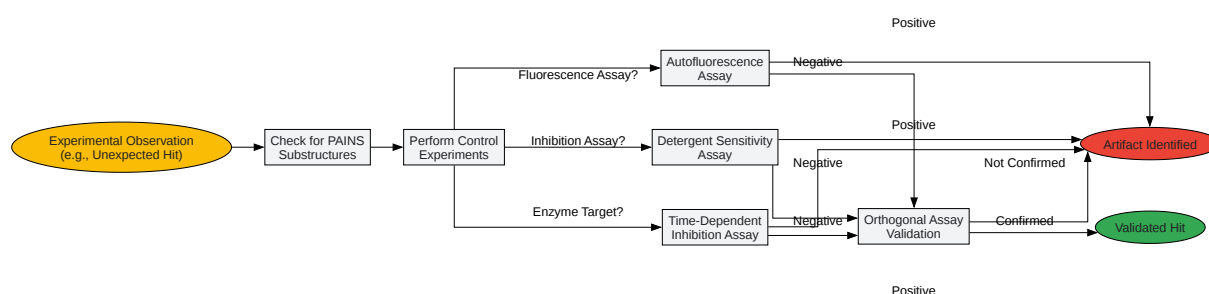 Positive
Autofluorescence
Assay
Negative
Fluorescence Assay?
Experimental Observation
(e.g., Unexpected Hit)
Check for PAINS
Substructures
Perform Control
Experiments
Inhibition Assay?
Detergent Sensitivity
Assay
Positive
Negative
Not Confirmed
Artifact Identified
Enzyme Target?
Time-Dependent
Inhibition Assay
Negative
Orthogonal Assay
Validation
Confirmed
Validated Hit
Positive